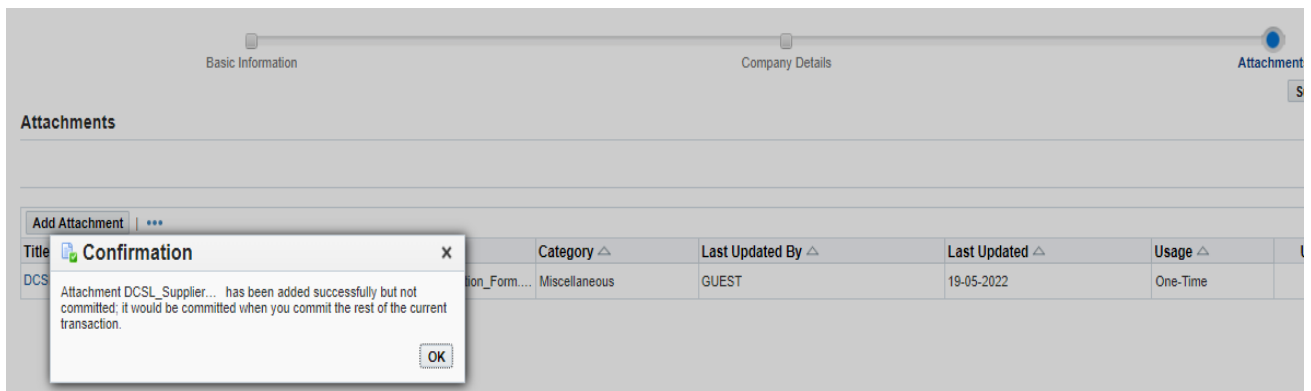 Basic Information
Company Details
Attachments
Attachments
Add Attachment | •••
Title
Confirmation
x
Category
Last Updated By
Last Updated
Usage
DCS
tion_Form....
Miscellaneous
GUEST
19-05-2022
One-Time
Attachment DCSL_Supplier... has been added successfully but not
committed; it would be committed when you commit the rest of the current
transaction.
OK